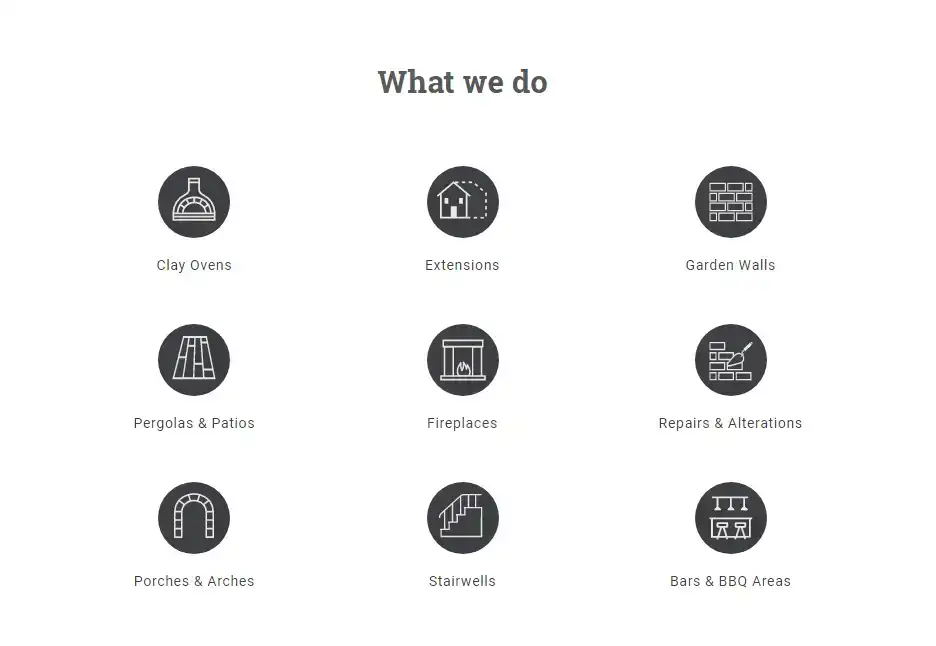 What we do
Clay Ovens
Extensions
Garden Walls
Pergolas & Patios
Fireplaces
Repairs & Alterations
Porches & Arches
Stairwells
Bars & BBQ Areas